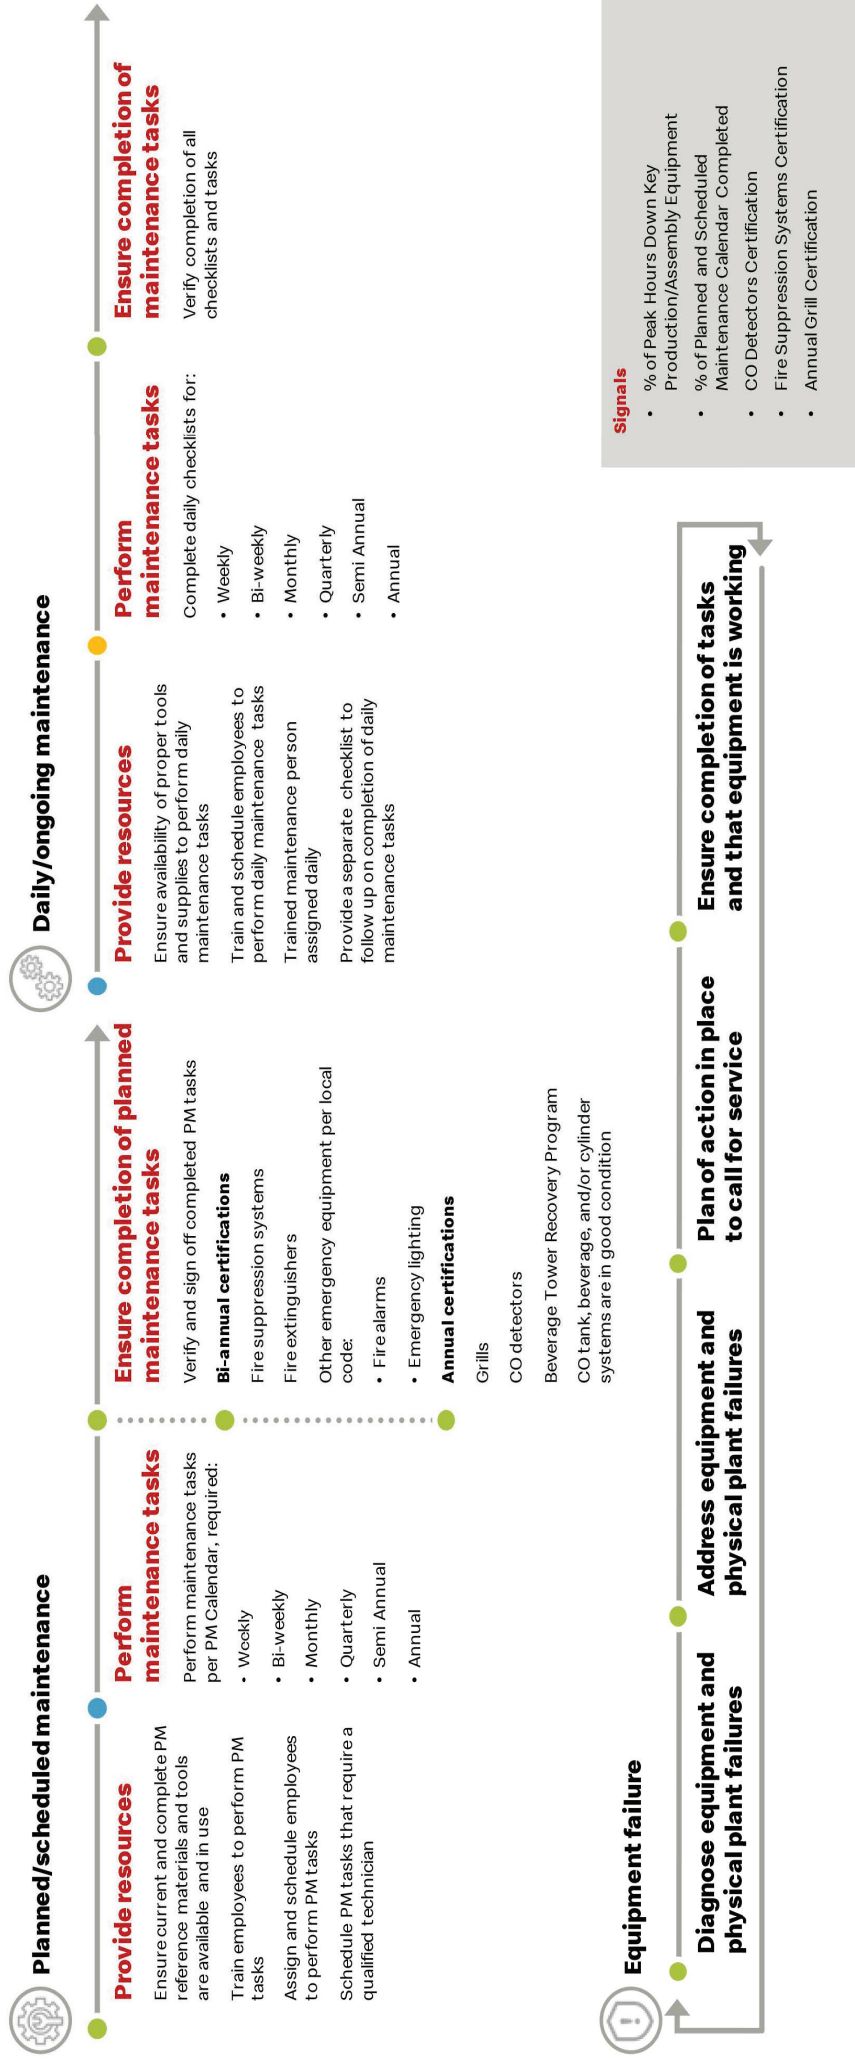 Planned/scheduled maintenance
Provide resources
Ensure current and complete PM
reference materials and tools
are available and in use
Train employees to perform PM
tasks
Assign and schedule employees
to perform PM tasks
Schedule PM tasks that require a
qualified technician
Perform
maintenance tasks
Perform maintenance tasks
per PM Calendar, required:
• Weekly
• Bi-weekly
• Monthly
• Quarterly
• Semi Annual
• Annual
Ensure completion of planned
maintenance tasks
Verify and sign off completed PM tasks
Bi-annual certifications
Fire suppression systems
Fire extinguishers
Other emergency equipment per local
code:
• Fire alarms
• Emergency lighting
Annual certifications
Grills
CO detectors
Beverage Tower Recovery Program
CO tank, beverage, and/or cylinder
systems are in good condition
Daily/ongoing maintenance
Provide resources
Ensure availability of proper tools
and supplies to perform daily
maintenance tasks
Train and schedule employees to
perform daily maintenance tasks
Trained maintenance person
assigned daily
Provide a separate checklist to
follow up on completion of daily
maintenance tasks
Perform
maintenance tasks
Complete daily checklists for:
• Weekly
• Bi-weekly
• Monthly
• Quarterly
• Semi Annual
• Annual
Ensure completion of
maintenance tasks
Verify completion of all
checklists and tasks
Equipment failure
Diagnose equipment and
physical plant failures
Address equipment and
physical plant failures
Plan of action in place
to call for service
Ensure completion of tasks
and that equipment is working
Signals
• % of Peak Hours Down Key
Production/Assembly Equipment
• % of Planned and Scheduled
Maintenance Calendar Completed
• CO Detectors Certification
• Fire Suppression Systems Certification
• Annual Grill Certification